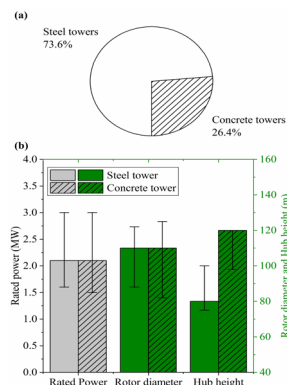 (a)
Steel towers
73.6%
Concrete towers
26.4%
(b)
4.0
3.5
3.0
2.5
2.0
1.5
1.0
0.5
0.0
Rated power (MW)
Steel tower
Concrete tower
160
140
120
100
80
60
40
Rotor diameter and Hub height (m)
Rated Power
Rotor diameter
Hub height